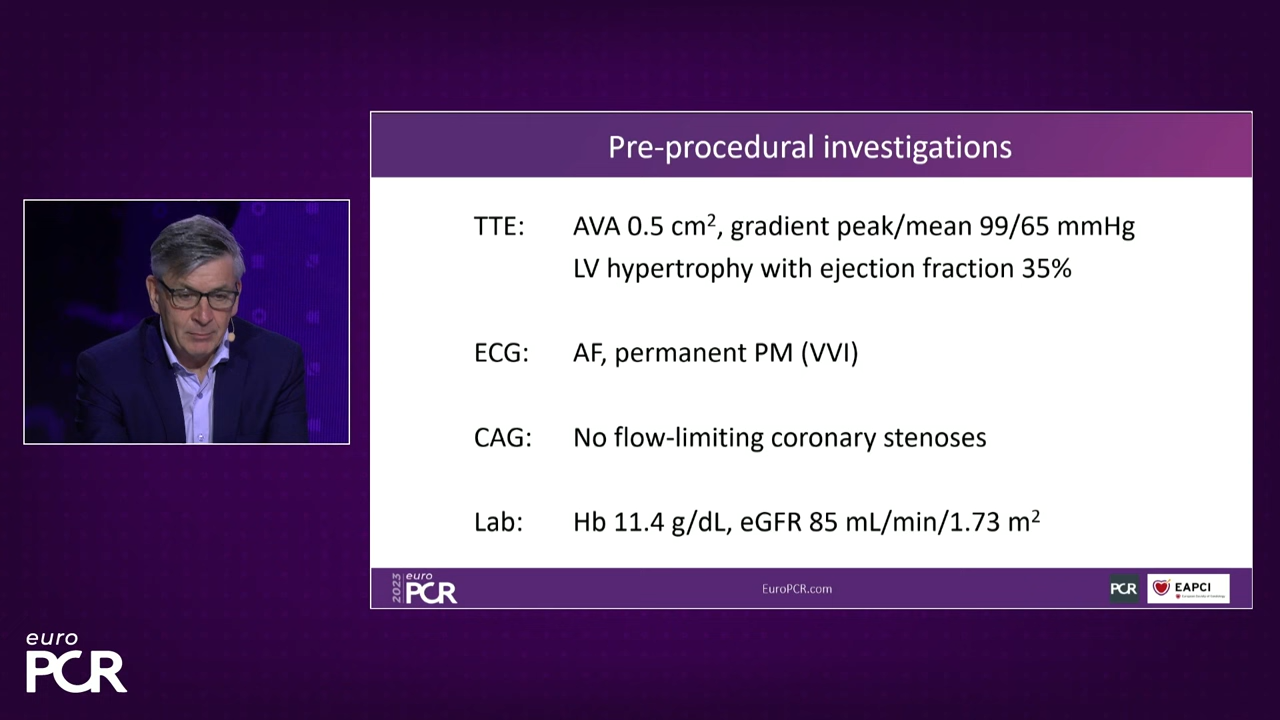 Pre-procedural investigations
TTE: AVA 0.5 cm², gradient peak/mean 99/65 mmHg
LV hypertrophy with ejection fraction 35%
ECG: AF, permanent PM (VVI)
CAG: No flow-limiting coronary stenoses
Lab: Hb 11.4 g/dL, eGFR 85 mL/min/1.73 m²
2023 euro PCR
EuroPCR.com
PCR
EAPCI
euro
PCR